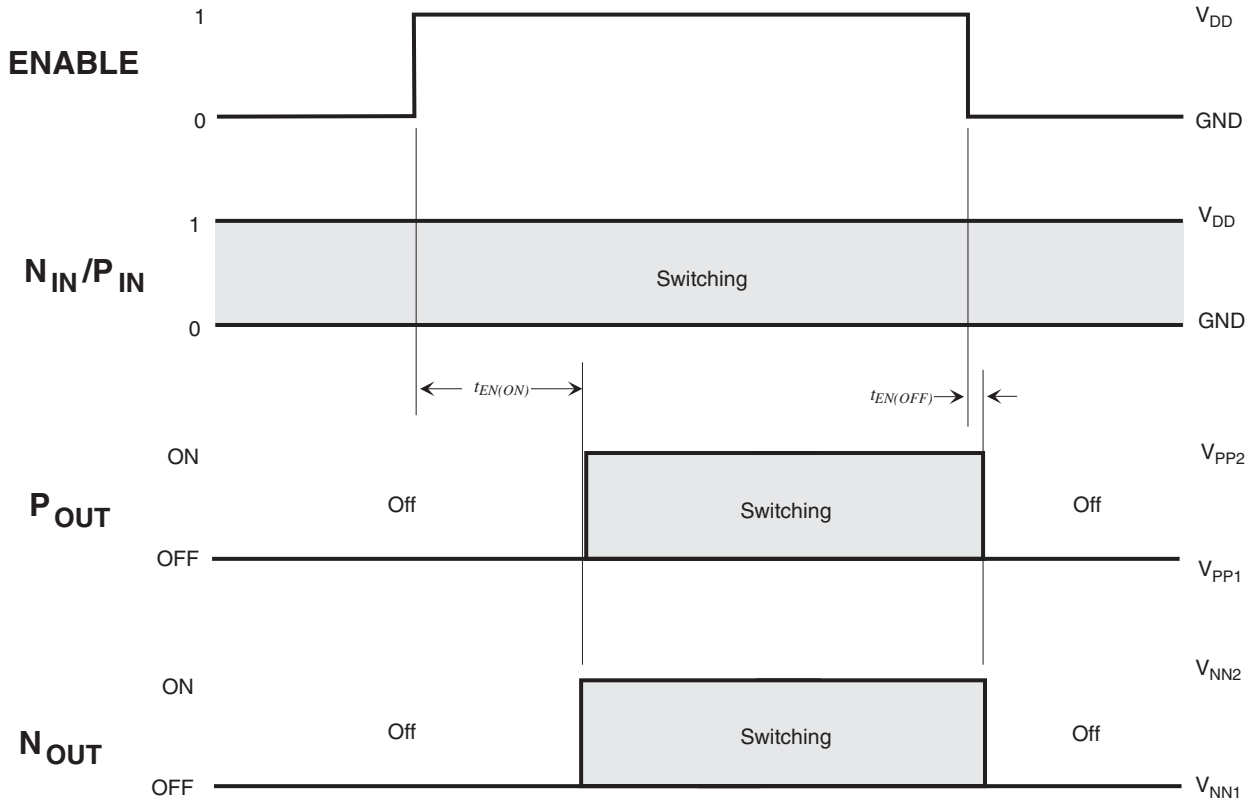 1
V_DD
ENABLE
0
GND
1
V_DD
N_IN/P_IN
Switching
0
GND
t_EN(ON)
t_EN(OFF)
ON
V_PP2
P_OUT
Off
Switching
Off
OFF
V_PP1
ON
V_NN2
N_OUT
Off
Switching
Off
OFF
V_NN1